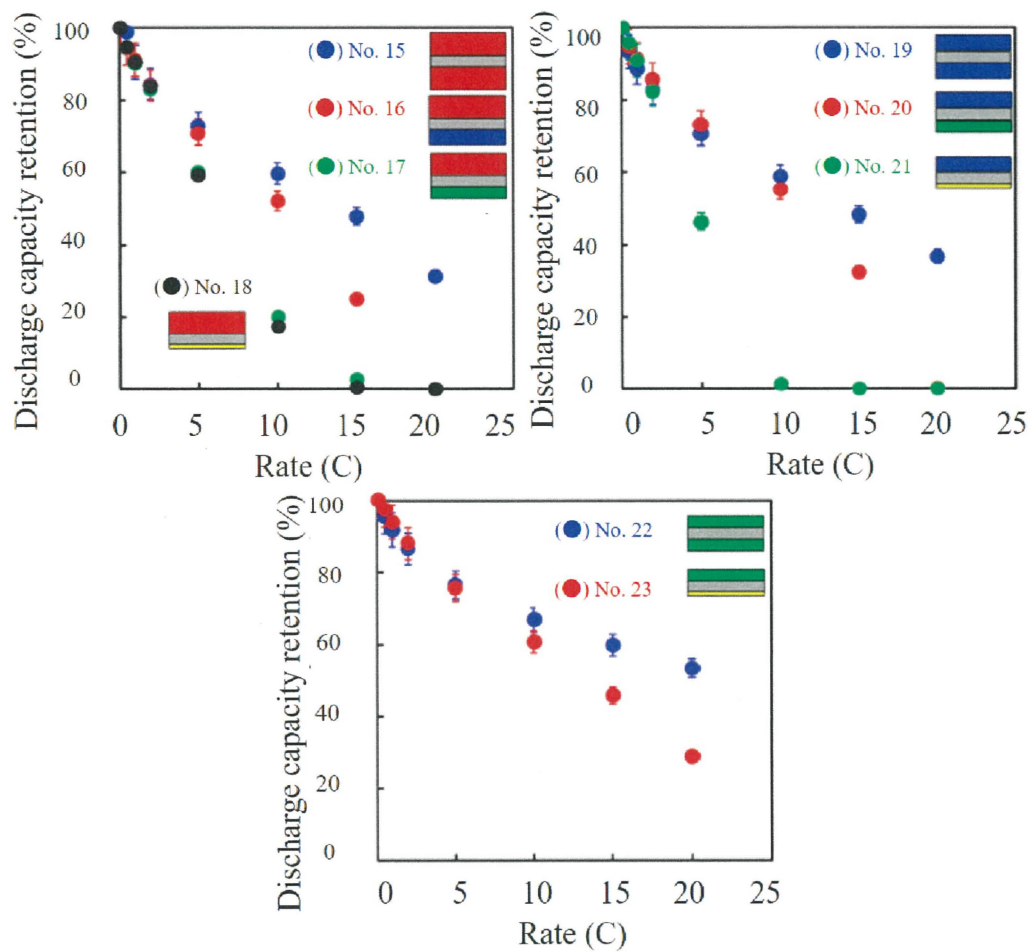 Discharge capacity retention (%)
100
80
60
40
20
0
0 5 10 15 20 25
Rate (C)
(●) No. 15
(●) No. 16
(●) No. 17
(●) No. 18
Discharge capacity retention (%)
100
80
60
40
20
0
0 5 10 15 20 25
Rate (C)
(●) No. 19
(●) No. 20
(●) No. 21
Discharge capacity retention (%)
100
80
60
40
20
0
0 5 10 15 20 25
Rate (C)
(●) No. 22
(●) No. 23